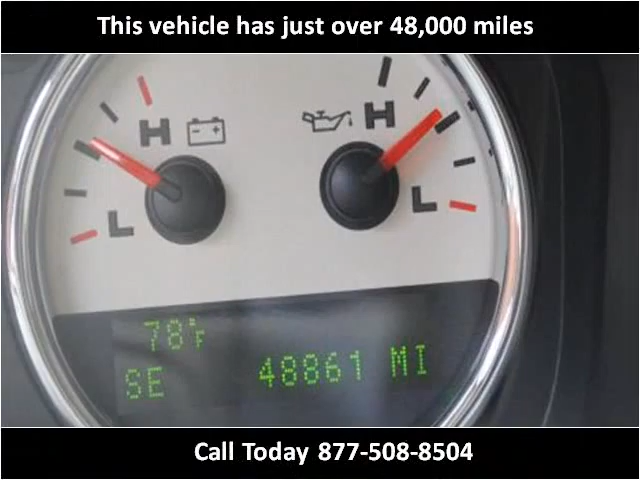 This vehicle has just over 48,000 miles
H H
L L
78°F
SE 48861 MI
Call Today 877-508-8504